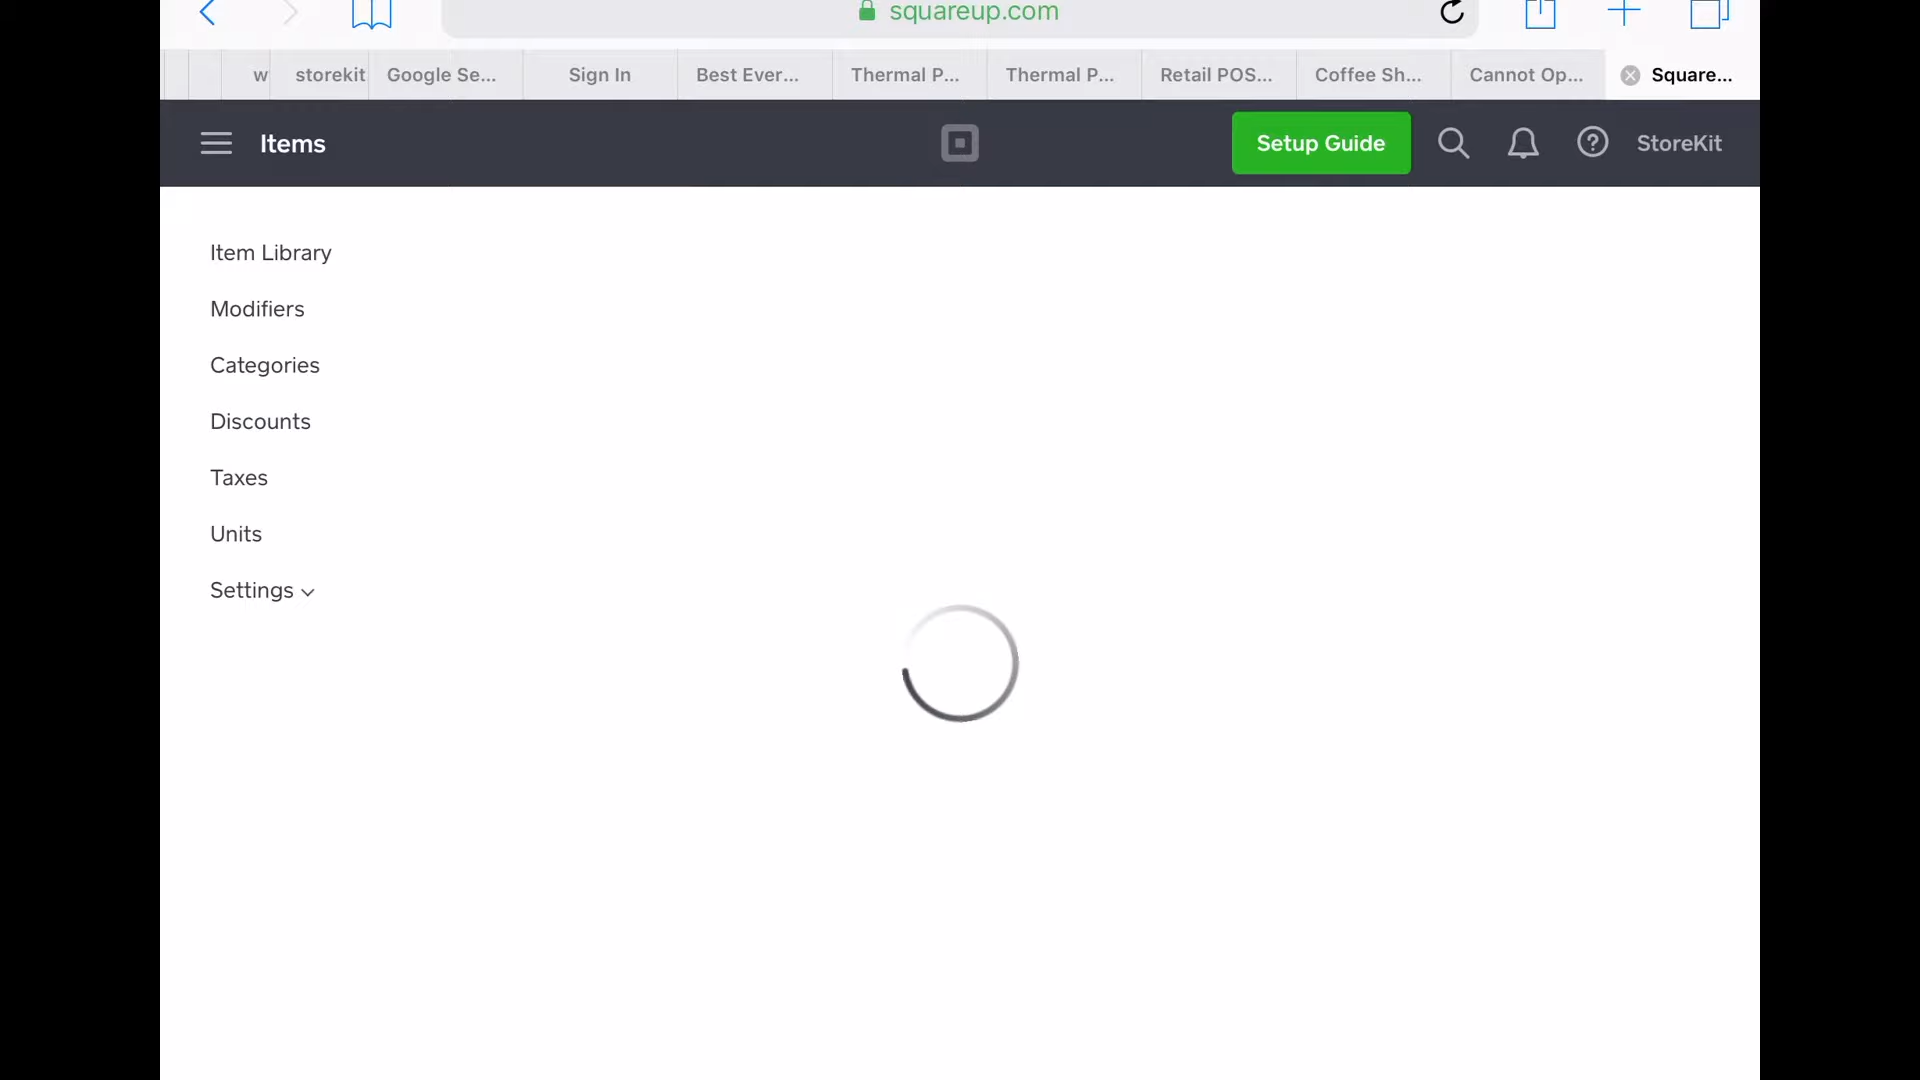 squareup.com
w
storekit
Google Se...
Sign In
Best Ever...
Thermal P...
Thermal P...
Retail POS...
Coffee Sh...
Cannot Op...
Square...
Items
Setup Guide
StoreKit
Item Library
Modifiers
Categories
Discounts
Taxes
Units
Settings